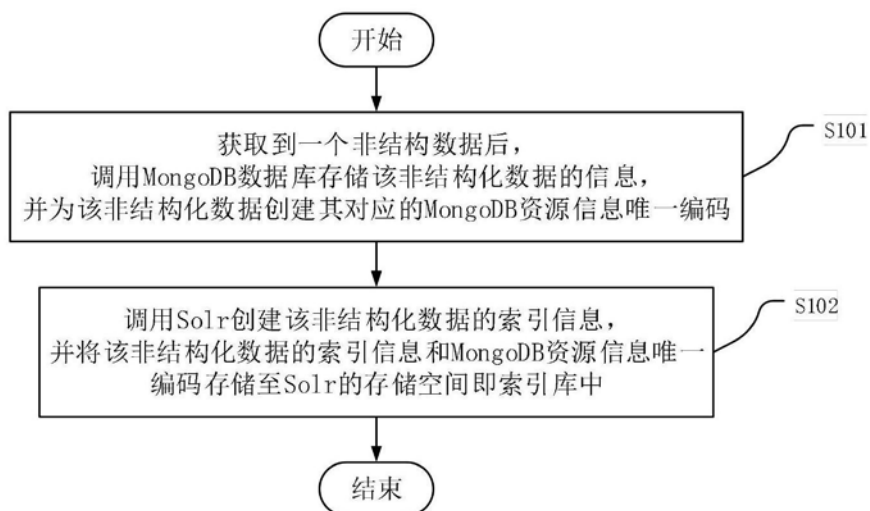 开始
获取到一个非结构数据后，
调用MongoDB数据库存储该非结构化数据的信息，
并为该非结构化数据创建其对应的MongoDB资源信息唯一编码
S101
调用Solr创建该非结构化数据的索引信息，
并将该非结构化数据的索引信息和MongoDB资源信息唯一
编码存储至Solr的存储空间即索引库中
S102
结束